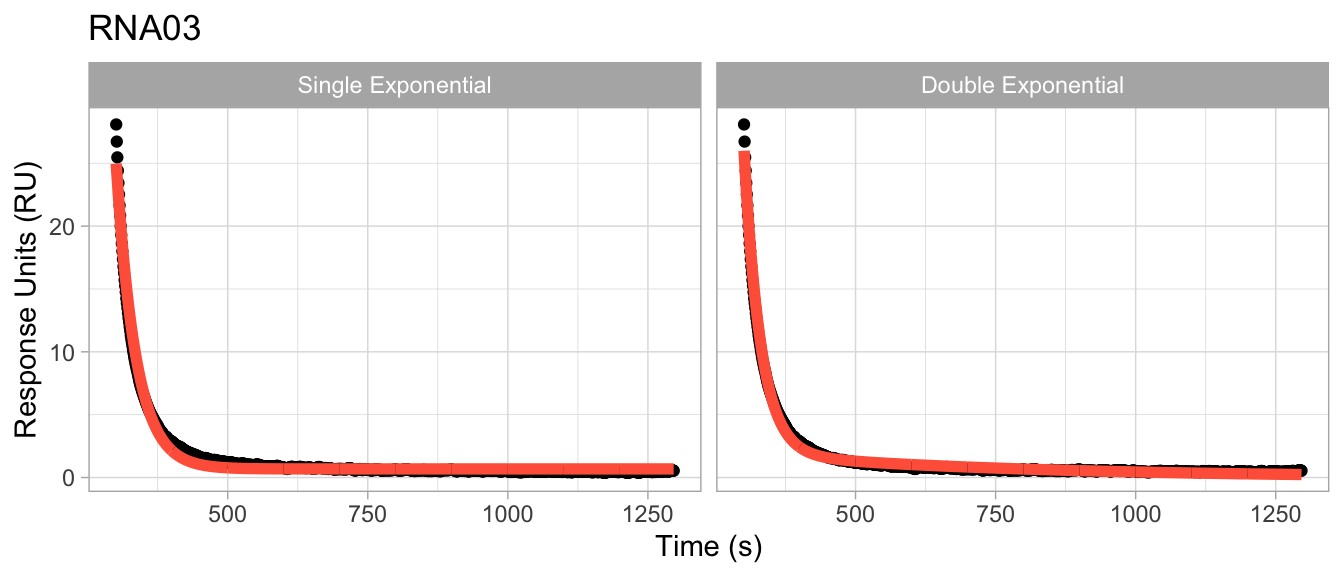 RNA03
Single Exponential
Double Exponential
Response Units (RU)
20
10
0
500 750 1000 1250
500 750 1000 1250
Time (s)